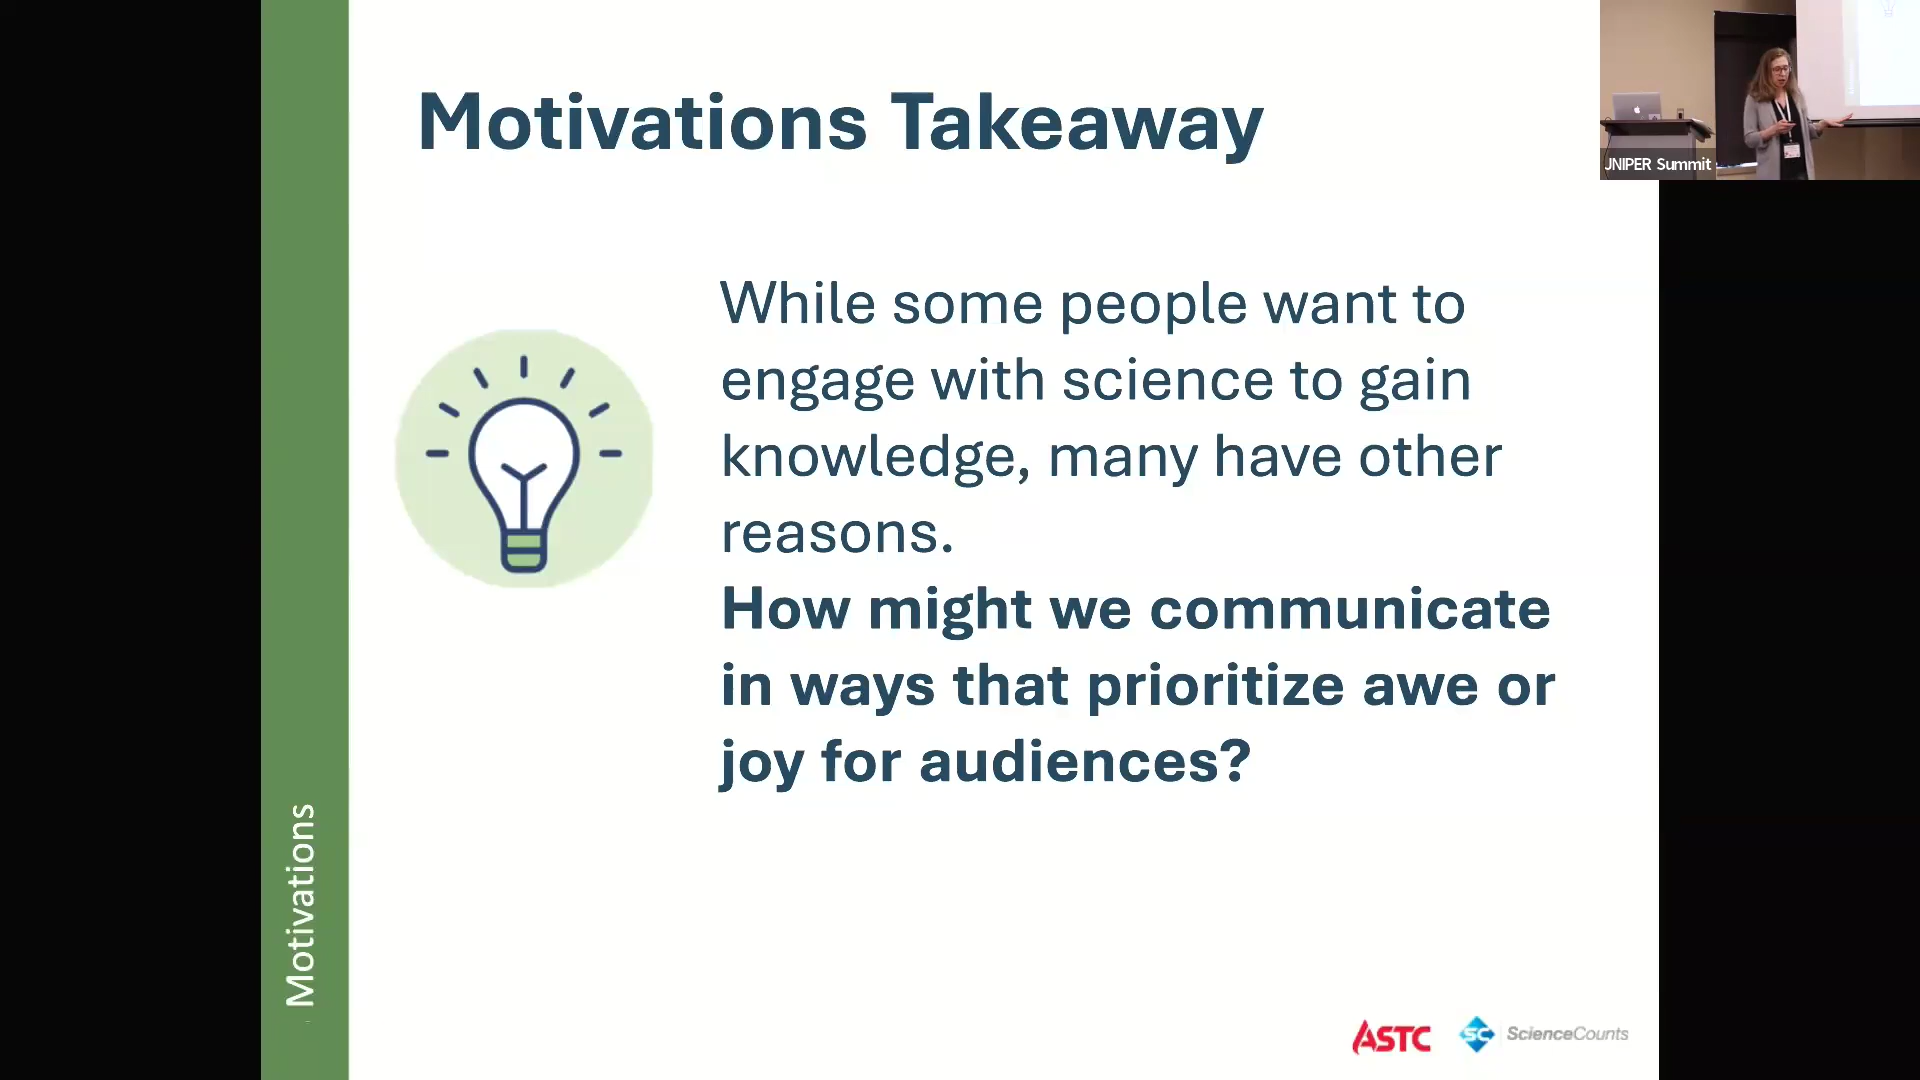 Motivations Takeaway
JNIPER Summit
While some people want to
engage with science to gain
knowledge, many have other
reasons.
How might we communicate
in ways that prioritize awe or
joy for audiences?
Motivations
ASTC
SC ScienceCounts